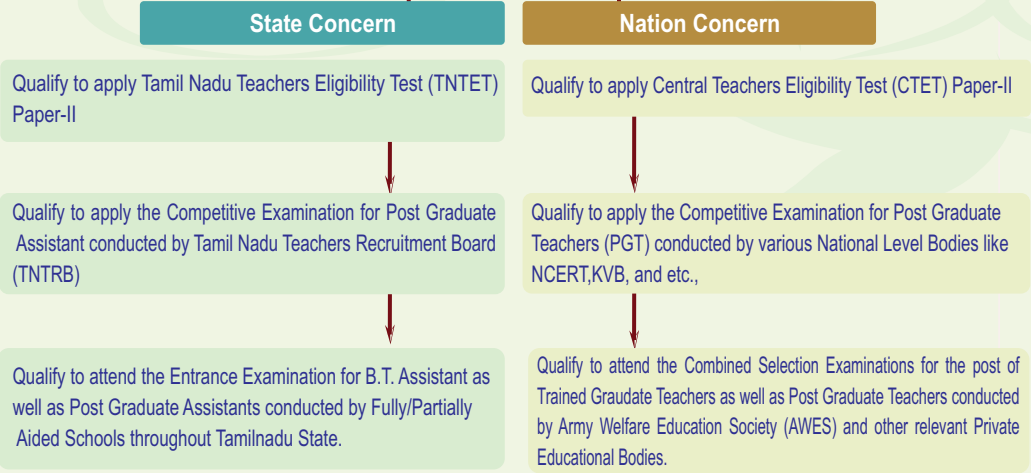 State Concern
Nation Concern
Qualify to apply Tamil Nadu Teachers Eligibility Test (TNTET)
Paper-II
Qualify to apply Central Teachers Eligibility Test (CTET) Paper-II
Qualify to apply the Competitive Examination for Post Graduate
Assistant conducted by Tamil Nadu Teachers Recruitment Board
(TNTRB)
Qualify to apply the Competitive Examination for Post Graduate
Teachers (PGT) conducted by various National Level Bodies like
NCERT,KVB, and etc.,
Qualify to attend the Entrance Examination for B.T. Assistant as
well as Post Graduate Assistants conducted by Fully/Partially
Aided Schools throughout Tamilnadu State.
Qualify to attend the Combined Selection Examinations for the post of
Trained Graudate Teachers as well as Post Graduate Teachers conducted
by Army Welfare Education Society (AWES) and other relevant Private
Educational Bodies.